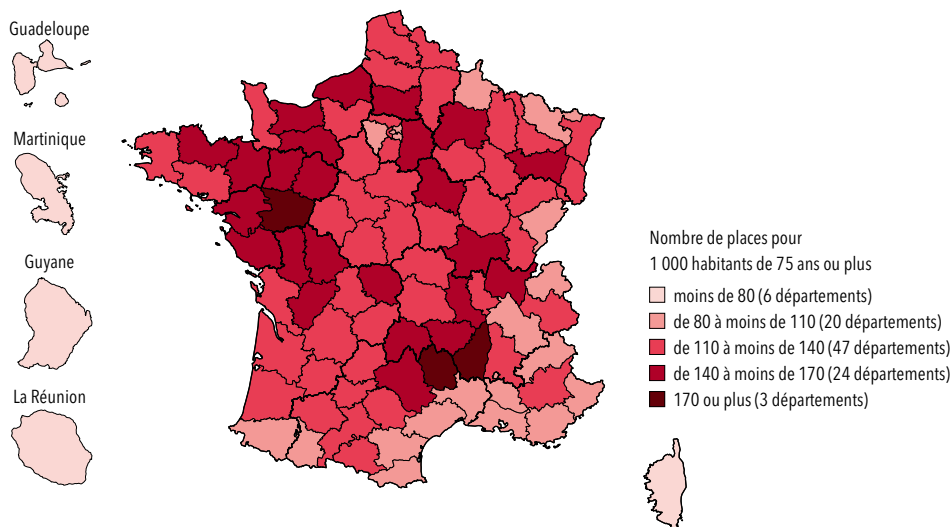 Guadeloupe
Martinique
Guyane
La Réunion
Nombre de places pour
1 000 habitants de 75 ans ou plus
moins de 80 (6 départements)
de 80 à moins de 110 (20 départements)
de 110 à moins de 140 (47 départements)
de 140 à moins de 170 (24 départements)
170 ou plus (3 départements)